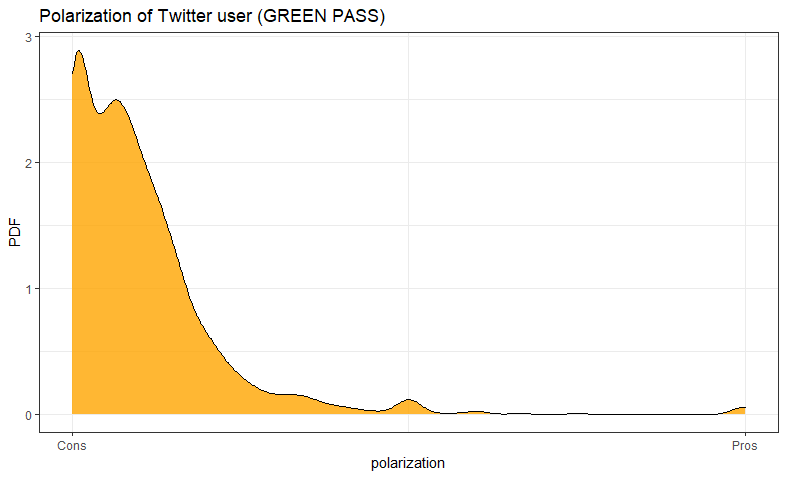 Polarization of Twitter user (GREEN PASS)
3
2
1
0
PDF
Cons
Pros
polarization